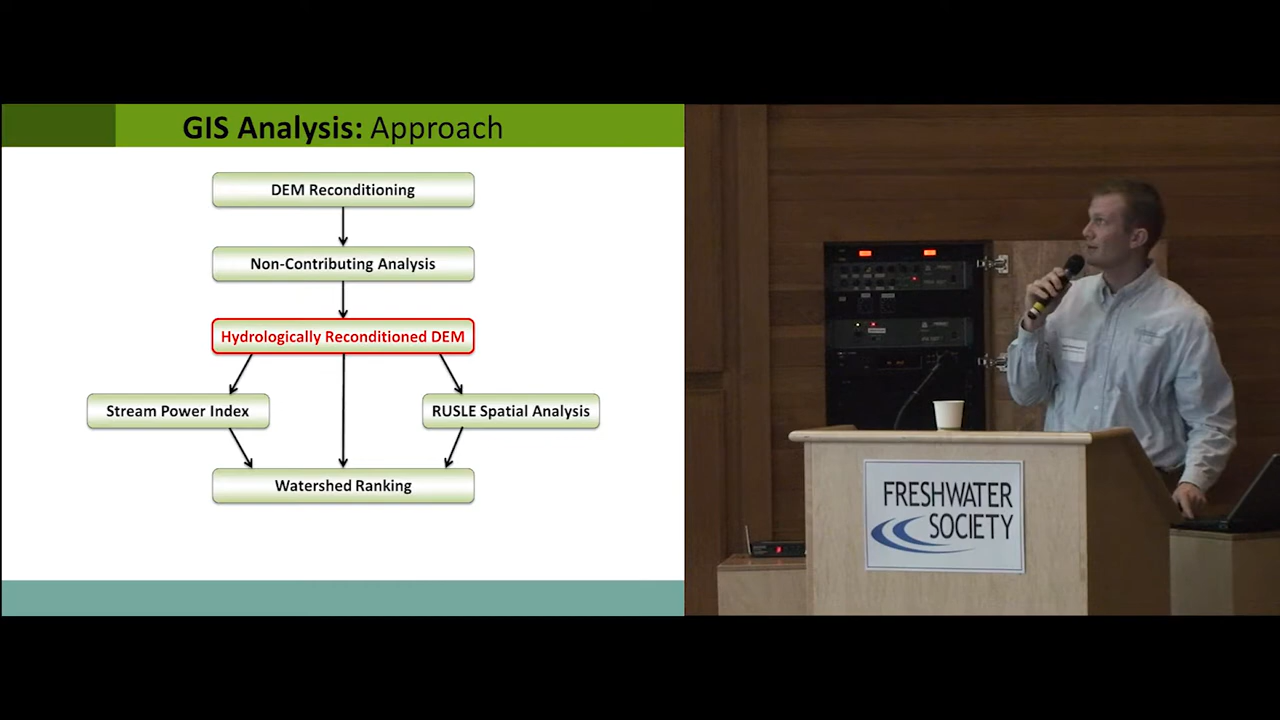 GIS Analysis: Approach
DEM Reconditioning
Non-Contributing Analysis
Hydrologically Reconditioned DEM
Stream Power Index
RUSLE Spatial Analysis
Watershed Ranking
FRESHWATER
SOCIETY